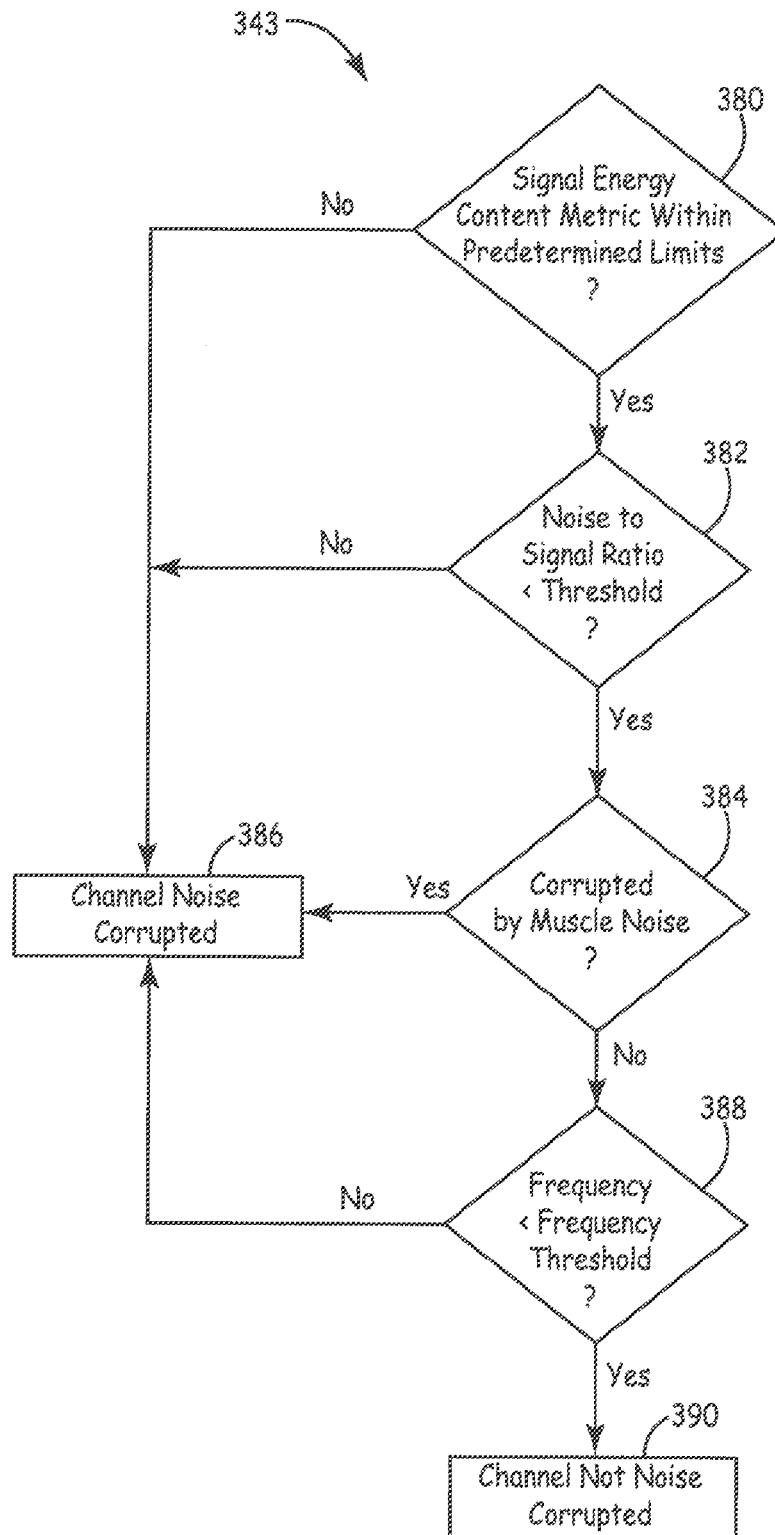 343
380
Signal Energy
Content Metric Within
Predetermined Limits
?
No
Yes
382
Noise to
Signal Ratio
< Threshold
?
No
Yes
384
Corrupted
by Muscle Noise
?
Yes
386
Channel Noise
Corrupted
No
388
Frequency
< Frequency
Threshold
?
No
Yes
390
Channel Not Noise
Corrupted